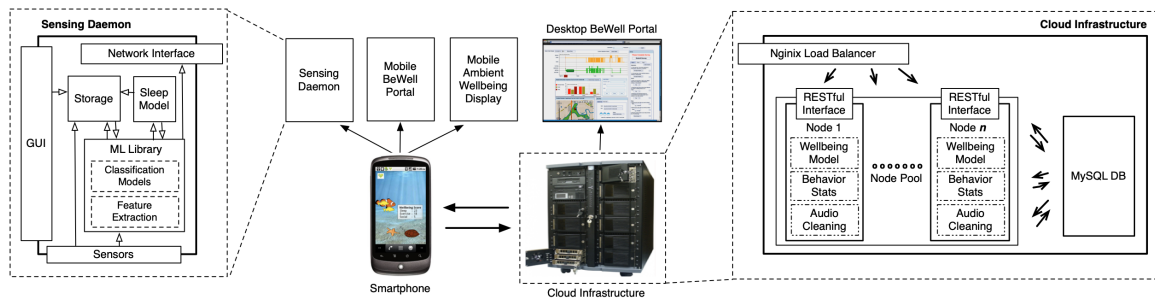 Sensing Daemon
Network Interface
GUI
Storage
Sleep
Model
ML Library
Classification
Models
Feature
Extraction
Sensors
Sensing
Daemon
Mobile
BeWell
Portal
Mobile
Ambient
Wellbeing
Display
Desktop BeWell Portal
Smartphone
Cloud Infrastructure
Cloud Infrastructure
Nginix Load Balancer
RESTful
Interface
Node 1
Wellbeing
Model
Behavior
Stats
Audio
Cleaning
Node Pool
RESTful
Interface
Node n
Wellbeing
Model
Behavior
Stats
Audio
Cleaning
MySQL DB